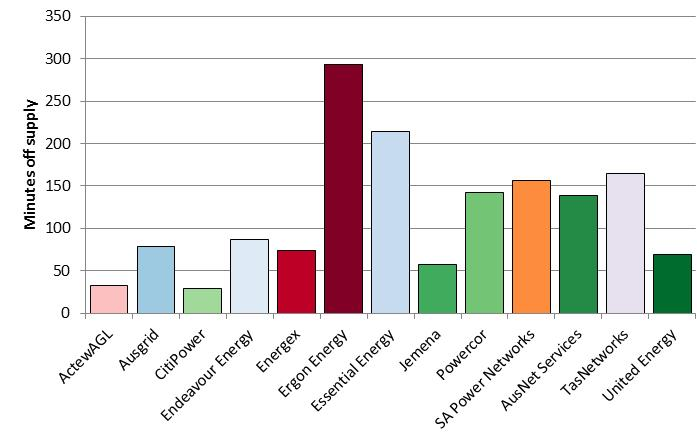 350
300
250
200
150
100
50
0
Minutes off supply
ActewAGL
Ausgrid
CitiPower
Endeavour Energy
Energex
Ergon Energy
Essential Energy
Jemena
Powercor
SA Power Networks
AusNet Services
TasNetworks
United Energy